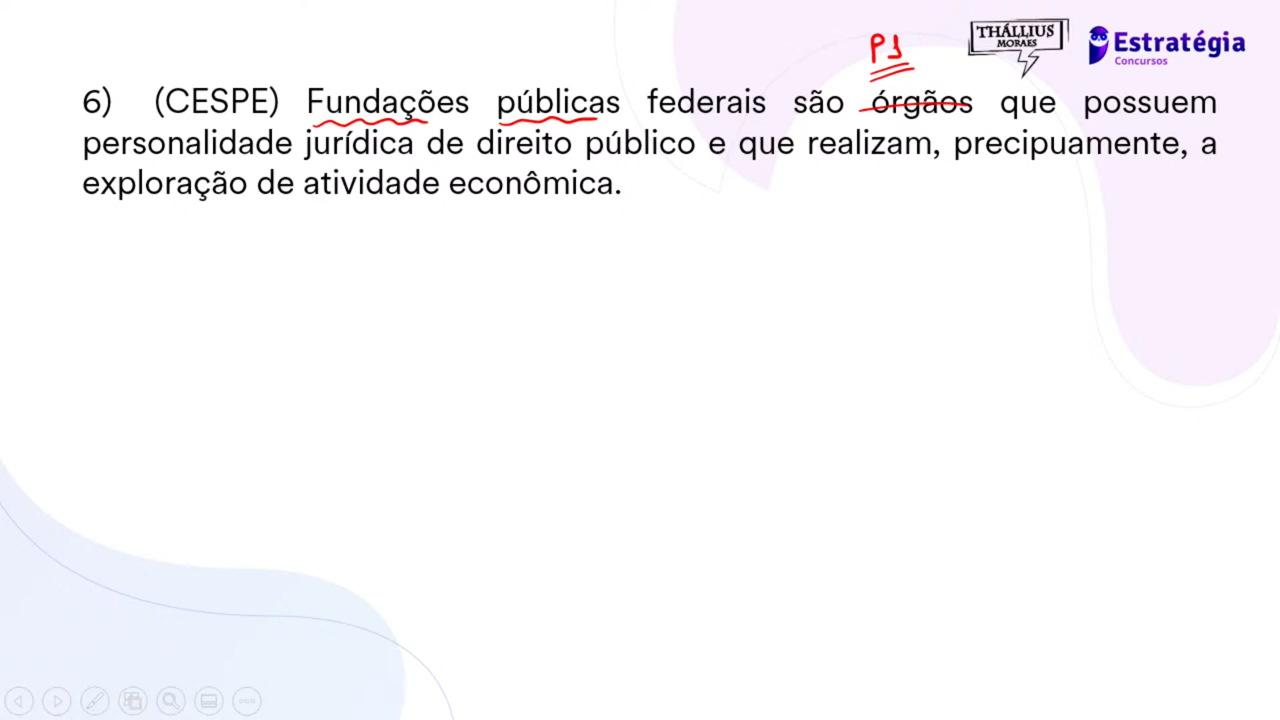 THÁLLIUS
MORAES
Estratégia
Concursos
PJ
6) (CESPE) Fundações públicas federais são órgãos que possuem
personalidade jurídica de direito público e que realizam, precipuamente, a
exploração de atividade econômica.